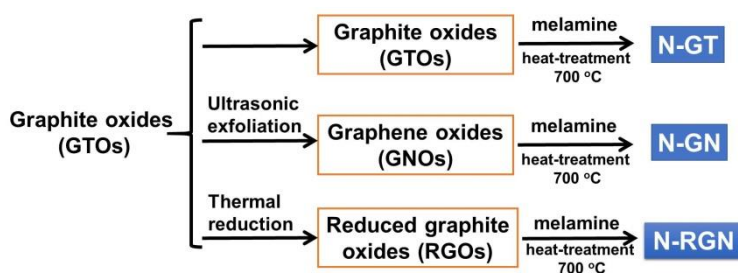 Graphite oxides
(GTOs)
Graphite oxides
(GTOs)
melamine
heat-treatment
700 °C
N-GT
Ultrasonic
exfoliation
Graphene oxides
(GNOs)
melamine
heat-treatment
700 °C
N-GN
Thermal
reduction
Reduced graphite
oxides (RGOs)
melamine
heat-treatment
700 °C
N-RGN